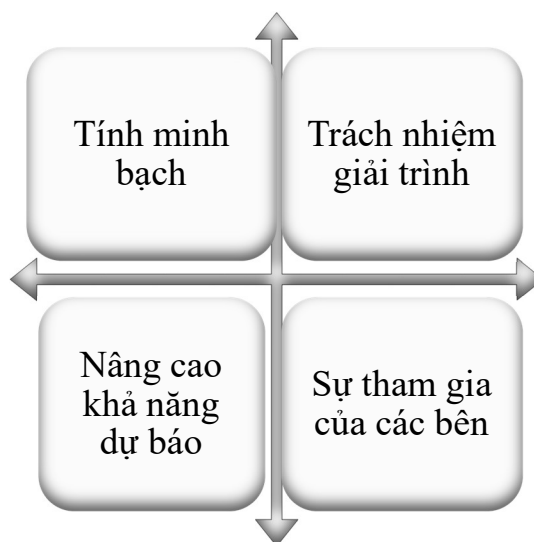 Tính minh
bạch
Trách nhiệm
giải trình
Nâng cao
khả năng
dự báo
Sự tham gia
của các bên